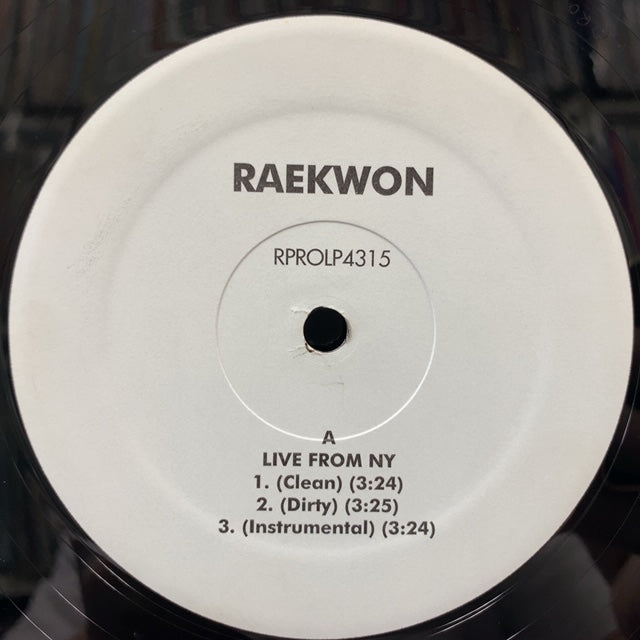 RAEKWON
RPROLP4315
A
LIVE FROM NY
1. (Clean) (3:24)
2. (Dirty) (3:25)
3. (Instrumental) (3:24)